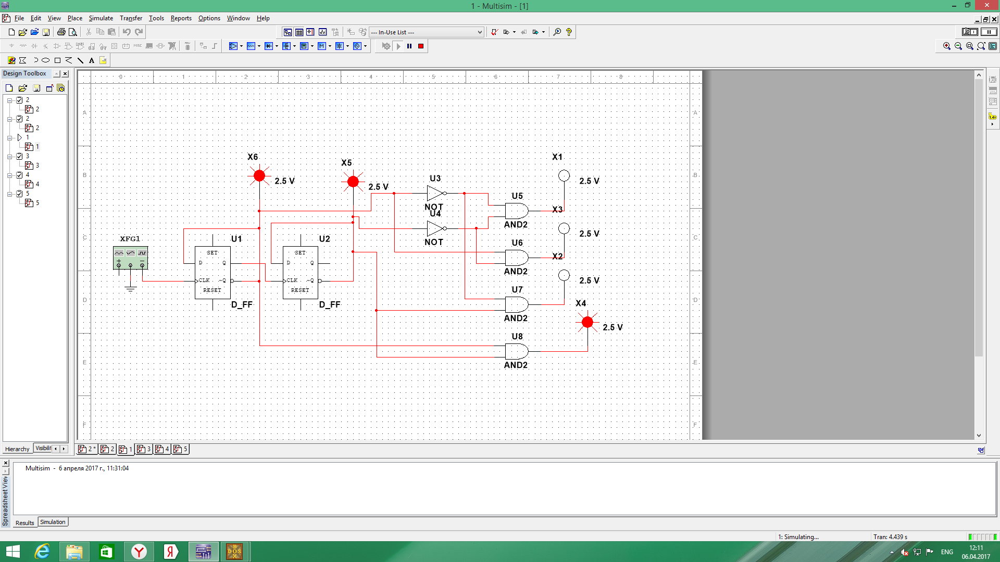 1 - Multisim - [1]
File Edit View Place Simulate Transfer Tools Reports Options Window Help
--- In-Use List ---
MISC
A
1.4v
Design Toolbox
2
2
2
2
1
1
3
3
4
4
5
5
Hierarchy Visibilit
0 1 2 3 4 5 6 7 8
A A
B B
C C
D D
E E
F F
X6
2.5 V
X5
2.5 V
X1
2.5 V
U3
NOT
U4
NOT
U5
AND2
X3
2.5 V
U6
AND2
X2
2.5 V
U7
AND2
X4
2.5 V
U8
AND2
XFG1
U1
SET
D Q
CLK ~Q
RESET
D_FF
U2
SET
D Q
CLK ~Q
RESET
D_FF
2 * 2 1 3 4 5
Spreadsheet View
Multisim - 6 апреля 2017 г., 11:31:04
Results Simulation
1: Simulating... Tran: 4.439 s
Я
DOS
BOX
ENG
12:11
06.04.2017